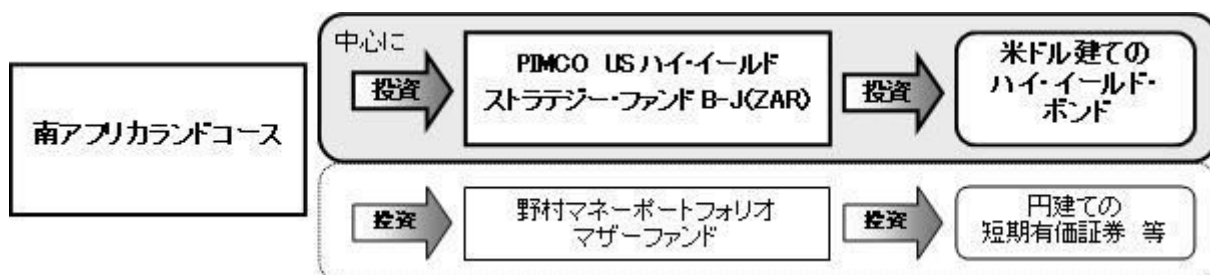 南アフリカランドコース
中心に
投資
PIMCO USハイ・イールド
ストラテジー・ファンド B-J(ZAR)
投資
米ドル建ての
ハイ・イールド・
ボンド
投資
野村マネーポートフォリオ
マザーファンド
投資
円建ての
短期有価証券 等